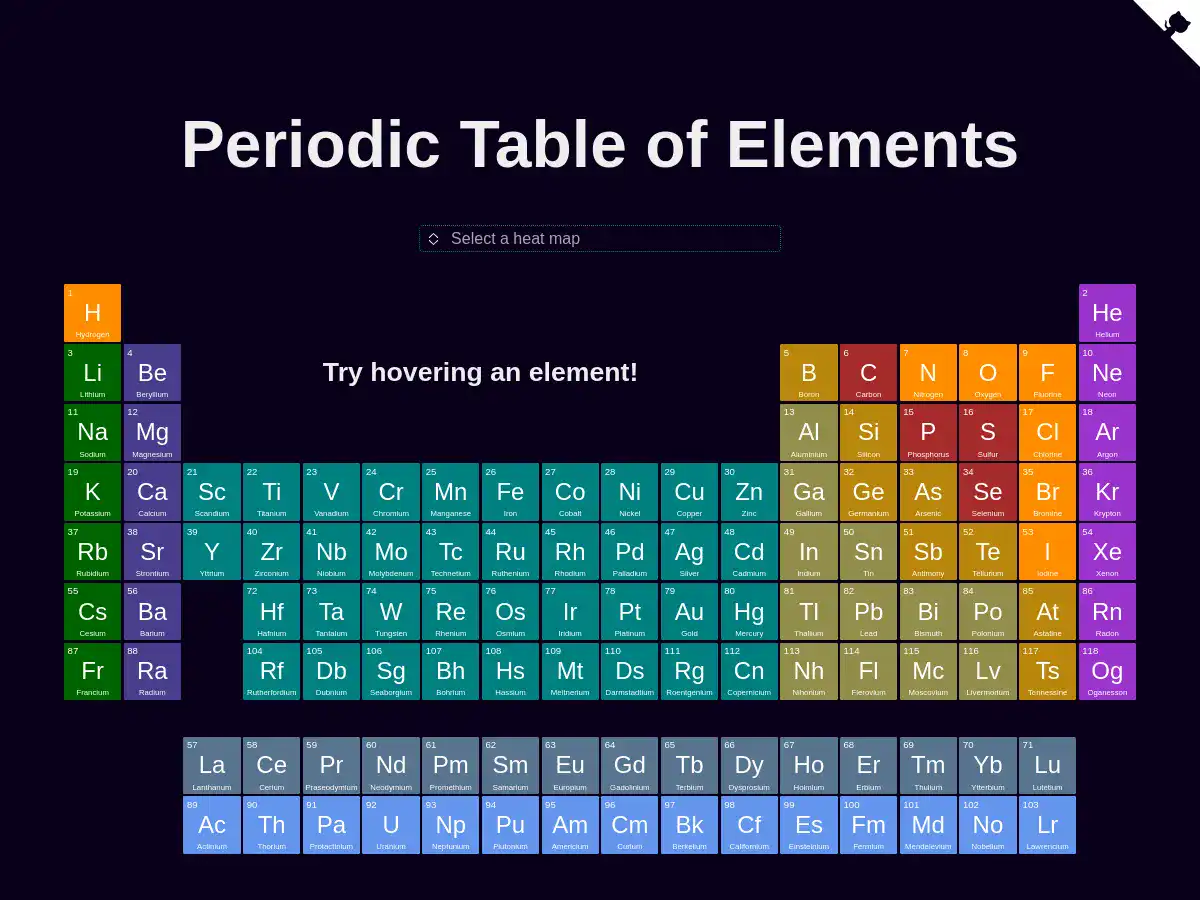 Periodic Table of Elements
Select a heat map
1 2
H He
Hydrogen Helium
Try hovering an element!
3 4 5 6 7 8 9 10
Li Be B C N O F Ne
Lithium Beryllium Boron Carbon Nitrogen Oxygen Fluorine Neon
11 12 13 14 15 16 17 18
Na Mg Al Si P S Cl Ar
Sodium Magnesium Aluminium Silicon Phosphorus Sulfur Chlorine Argon
19 20 21 22 23 24 25 26 27 28 29 30 31 32 33 34 35 36
K Ca Sc Ti V Cr Mn Fe Co Ni Cu Zn Ga Ge As Se Br Kr
Potassium Calcium Scandium Titanium Vanadium Chromium Manganese Iron Cobalt Nickel Copper Zinc Gallium Germanium Arsenic Selenium Bromine Krypton
37 38 39 40 41 42 43 44 45 46 47 48 49 50 51 52 53 54
Rb Sr Y Zr Nb Mo Tc Ru Rh Pd Ag Cd In Sn Sb Te I Xe
Rubidium Strontium Yttrium Zirconium Niobium Molybdenum Technetium Ruthenium Rhodium Palladium Silver Cadmium Indium Tin Antimony Tellurium Iodine Xenon
55 56 72 73 74 75 76 77 78 79 80 81 82 83 84 85 86
Cs Ba Hf Ta W Re Os Ir Pt Au Hg Tl Pb Bi Po At Rn
Cesium Barium Hafnium Tantalum Tungsten Rhenium Osmium Iridium Platinum Gold Mercury Thallium Lead Bismuth Polonium Astatine Radon
87 88 104 105 106 107 108 109 110 111 112 113 114 115 116 117 118
Fr Ra Rf Db Sg Bh Hs Mt Ds Rg Cn Nh Fl Mc Lv Ts Og
Francium Radium Rutherfordium Dubnium Seaborgium Bohrium Hassium Meitnerium Darmstadtium Roentgenium Copernicium Nihonium Flerovium Moscovium Livermorium Tennessine Oganesson
57 58 59 60 61 62 63 64 65 66 67 68 69 70 71
La Ce Pr Nd Pm Sm Eu Gd Tb Dy Ho Er Tm Yb Lu
Lanthanum Cerium Praseodymium Neodymium Promethium Samarium Europium Gadolinium Terbium Dysprosium Holmium Erbium Thulium Ytterbium Lutetium
89 90 91 92 93 94 95 96 97 98 99 100 101 102 103
Ac Th Pa U Np Pu Am Cm Bk Cf Es Fm Md No Lr
Actinium Thorium Protactinium Uranium Neptunium Plutonium Americium Curium Berkelium Californium Einsteinium Fermium Mendelevium Nobelium Lawrencium